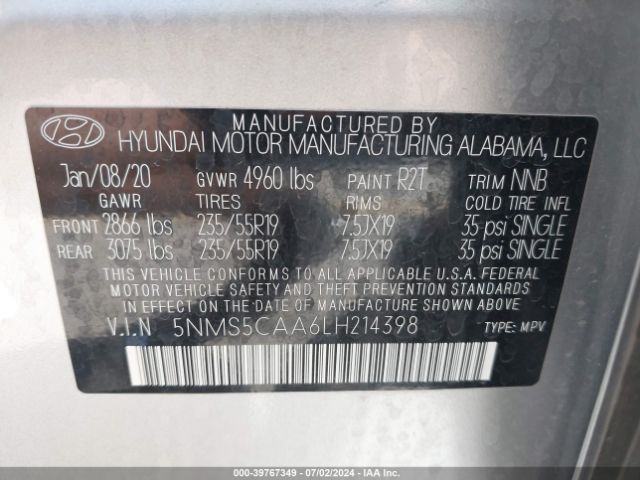 MANUFACTURED BY
HYUNDAI MOTOR MANUFACTURING ALABAMA, LLC
Jan/08/20 GVWR 4960 lbs PAINT R2T TRIM NNB
GAWR TIRES RIMS COLD TIRE INFL
FRONT 2866 lbs 235/55R19 7.5JX19 35 psi SINGLE
REAR 3075 lbs 235/55R19 7.5JX19 35 psi SINGLE
THIS VEHICLE CONFORMS TO ALL APPLICABLE U.S.A. FEDERAL
MOTOR VEHICLE SAFETY AND THEFT PREVENTION STANDARDS
IN EFFECT ON THE DATE OF MANUFACTURE SHOWN ABOVE.
V.I.N 5NMS5CAA6LH214398 TYPE: MPV
000-39767349 - 07/02/2024 - IAAI.COM